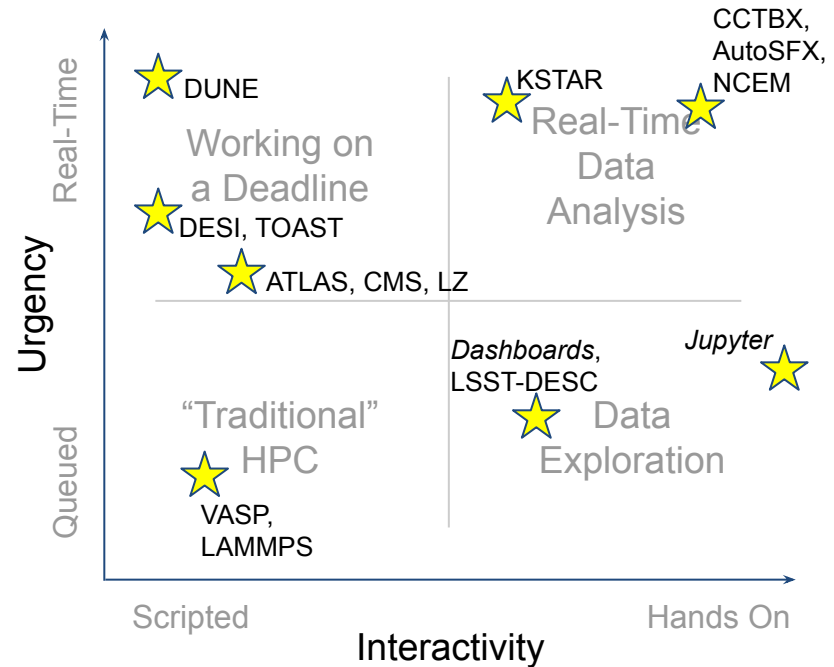 CCTBX,
AutoSFX,
NCEM
KSTAR
DUNE
Real-Time
Working on
a Deadline
Real-Time
Data
Analysis
DESI, TOAST
ATLAS, CMS, LZ
Urgency
Jupyter
Dashboards,
LSST-DESC
“Traditional”
HPC
Data
Exploration
Queued
VASP,
LAMMPS
Scripted
Hands On
Interactivity